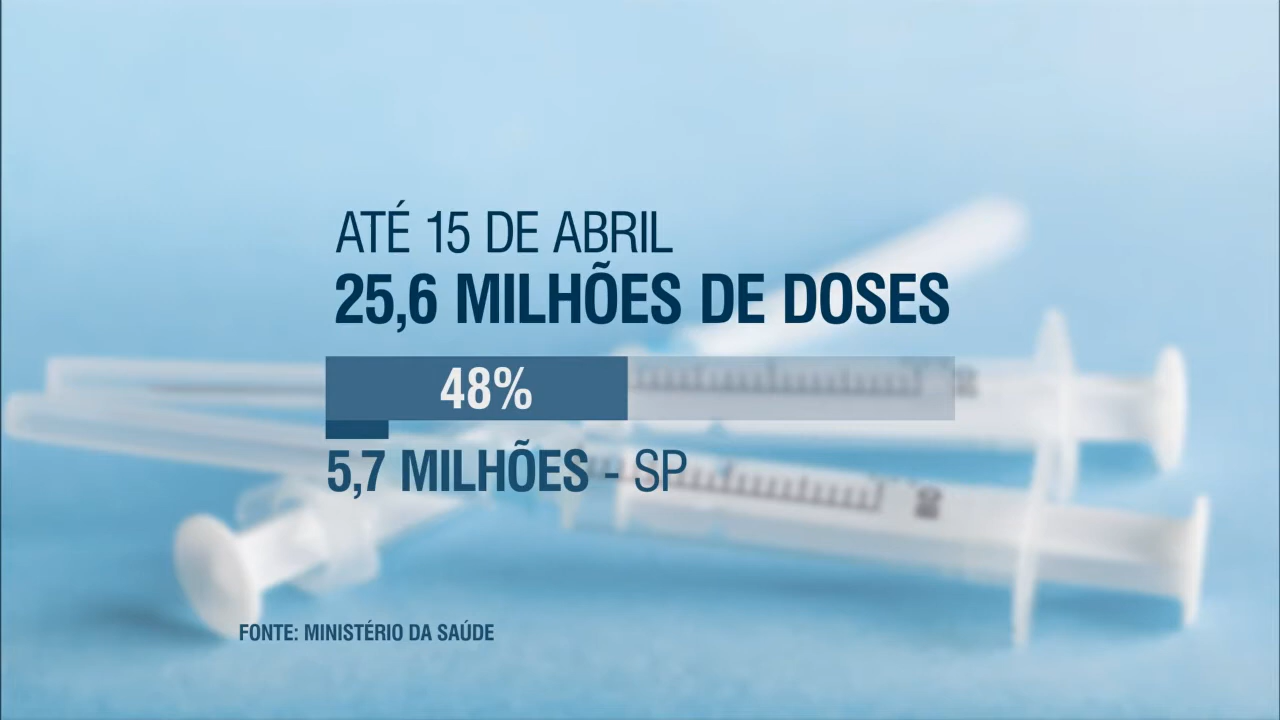 ATÉ 15 DE ABRIL
25,6 MILHÕES DE DOSES
48%
5,7 MILHÕES - SP
FONTE: MINISTÉRIO DA SAÚDE